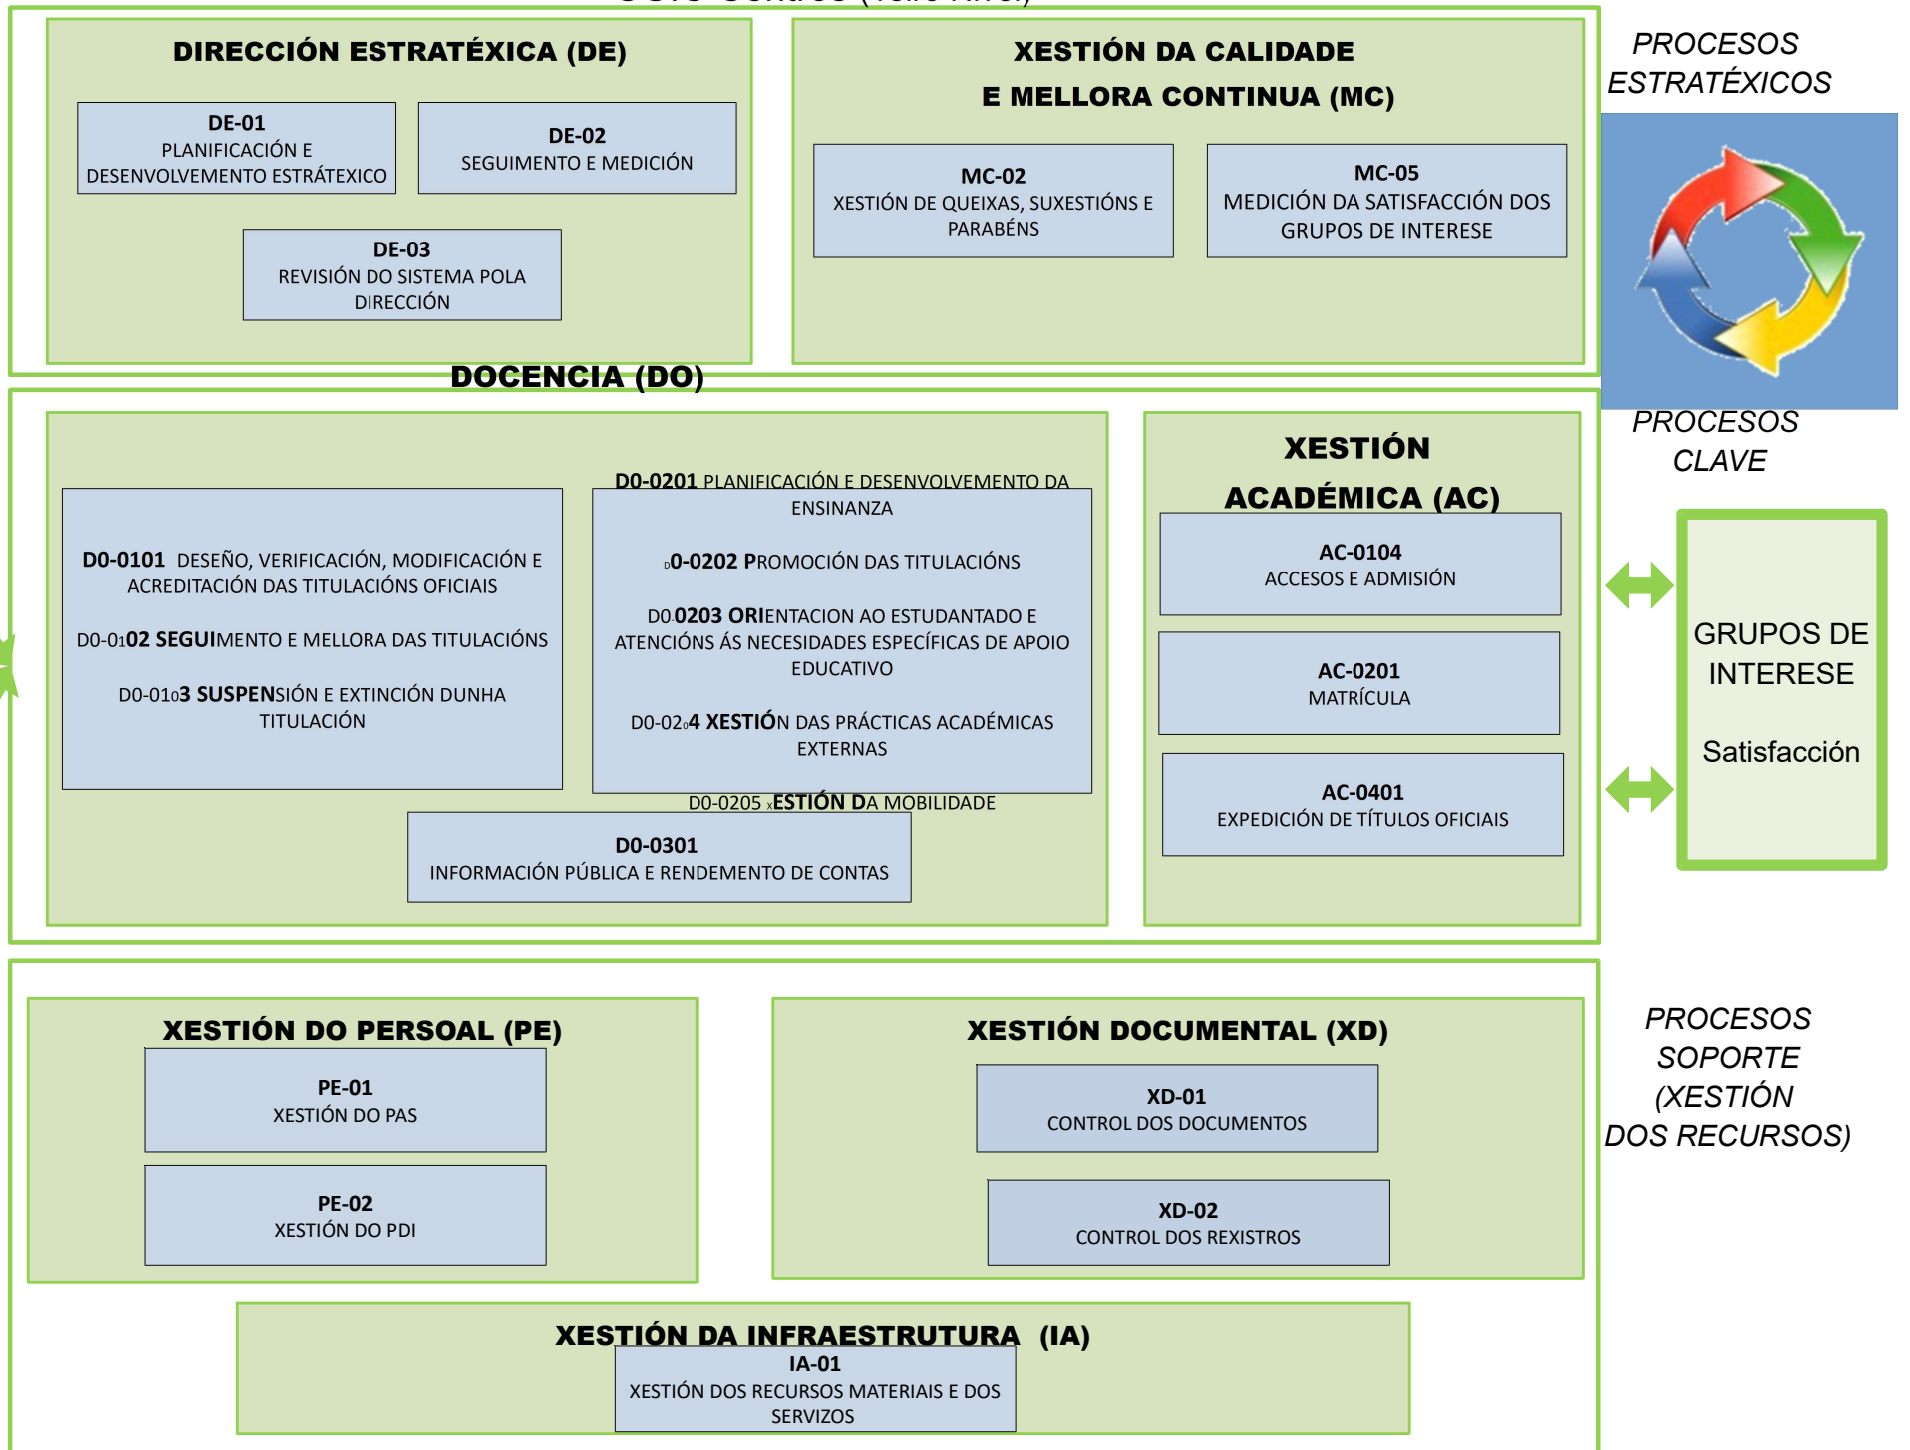 DIRECCIÓN ESTRATÉXICA (DE)
DE-01
PLANIFICACIÓN E
DESENVOLVEMENTO ESTRÁTEXICO
DE-02
SEGUIMENTO E MEDICIÓN
DE-03
REVISIÓN DO SISTEMA POLA
DIRECCIÓN
XESTIÓN DA CALIDADE
E MELLORA CONTINUA (MC)
MC-02
XESTIÓN DE QUEIXAS, SUXESTIÓNS E
PARABÉNS
MC-05
MEDICIÓN DA SATISFACCIÓN DOS
GRUPOS DE INTERESE
PROCESOS
ESTRATÉXICOS
DOCENCIA (DO)
D0-0101 DESEÑO, VERIFICACIÓN, MODIFICACIÓN E
ACREDITACIÓN DAS TITULACIÓNS OFICIAIS
D0-0102 SEGUIMENTO E MELLORA DAS TITULACIÓNS
D0-0103 SUSPENSIÓN E EXTINCIÓN DUNHA
TITULACIÓN
D0-0201 PLANIFICACIÓN E DESENVOLVEMENTO DA
ENSINANZA
D0-0202 PROMOCIÓN DAS TITULACIÓNS
D0-0203 ORIENTACION AO ESTUDANTADO E
ATENCIÓNS ÁS NECESIDADES ESPECÍFICAS DE APOIO
EDUCATIVO
D0-0204 XESTIÓN DAS PRÁCTICAS ACADÉMICAS
EXTERNAS
D0-0205 XESTIÓN DA MOBILIDADE
D0-0301
INFORMACIÓN PÚBLICA E RENDEMENTO DE CONTAS
XESTIÓN
ACADÉMICA (AC)
AC-0104
ACCESOS E ADMISIÓN
AC-0201
MATRÍCULA
AC-0401
EXPEDICIÓN DE TÍTULOS OFICIAIS
PROCESOS
CLAVE
GRUPOS DE
INTERESE
Satisfacción
XESTIÓN DO PERSOAL (PE)
PE-01
XESTIÓN DO PAS
PE-02
XESTIÓN DO PDI
XESTIÓN DOCUMENTAL (XD)
XD-01
CONTROL DOS DOCUMENTOS
XD-02
CONTROL DOS REXISTROS
PROCESOS
SOPORTE
(XESTIÓN
DOS RECURSOS)
XESTIÓN DA INFRAESTRUTURA (IA)
IA-01
XESTIÓN DOS RECURSOS MATERIAIS E DOS
SERVIZOS